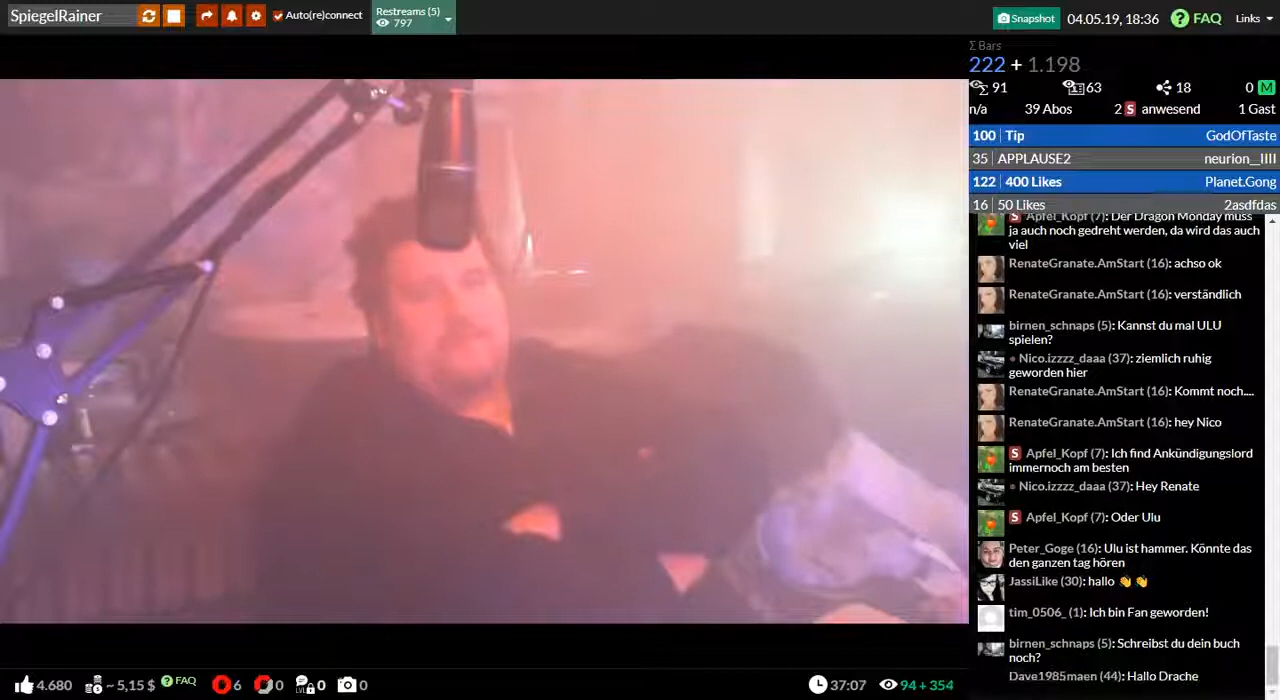 SpiegelRainer
Auto(re)connect
Restreams (5)
797
Snapshot
04.05.19, 18:36
FAQ
Links
Σ Bars
222 + 1.198
91 63 18 0 M
n/a 39 Abos 2 S anwesend 1 Gast
100 Tip GodOfTaste
35 APPLAUSE2 neurion__IIII
122 400 Likes Planet.Gong
16 50 Likes 2asdfdas
S Apfel_Kopf (7): Der Dragon Monday muss
ja auch noch gedreht werden, da wird das auch
viel
RenateGranate.AmStart (16): achso ok
RenateGranate.AmStart (16): verständlich
birnen_schnaps (5): Kannst du mal ULU
spielen?
Nico.izzzz_daaa (37): ziemlich ruhig
geworden hier
RenateGranate.AmStart (16): Kommt noch....
RenateGranate.AmStart (16): hey Nico
S Apfel_Kopf (7): Ich find Ankündigungslord
immernoch am besten
Nico.izzzz_daaa (37): Hey Renate
S Apfel_Kopf (7): Oder Ulu
Peter_Goge (16): Ulu ist hammer. Könnte das
den ganzen tag hören
JassiLike (30): hallo 👋 👋
tim_0506_ (1): Ich bin Fan geworden!
birnen_schnaps (5): Schreibst du dein buch
noch?
Dave1985maen (44): Hallo Drache
4.680 ~ 5,15 $ FAQ 6 0 LVL 0 0 37:07 94 + 354